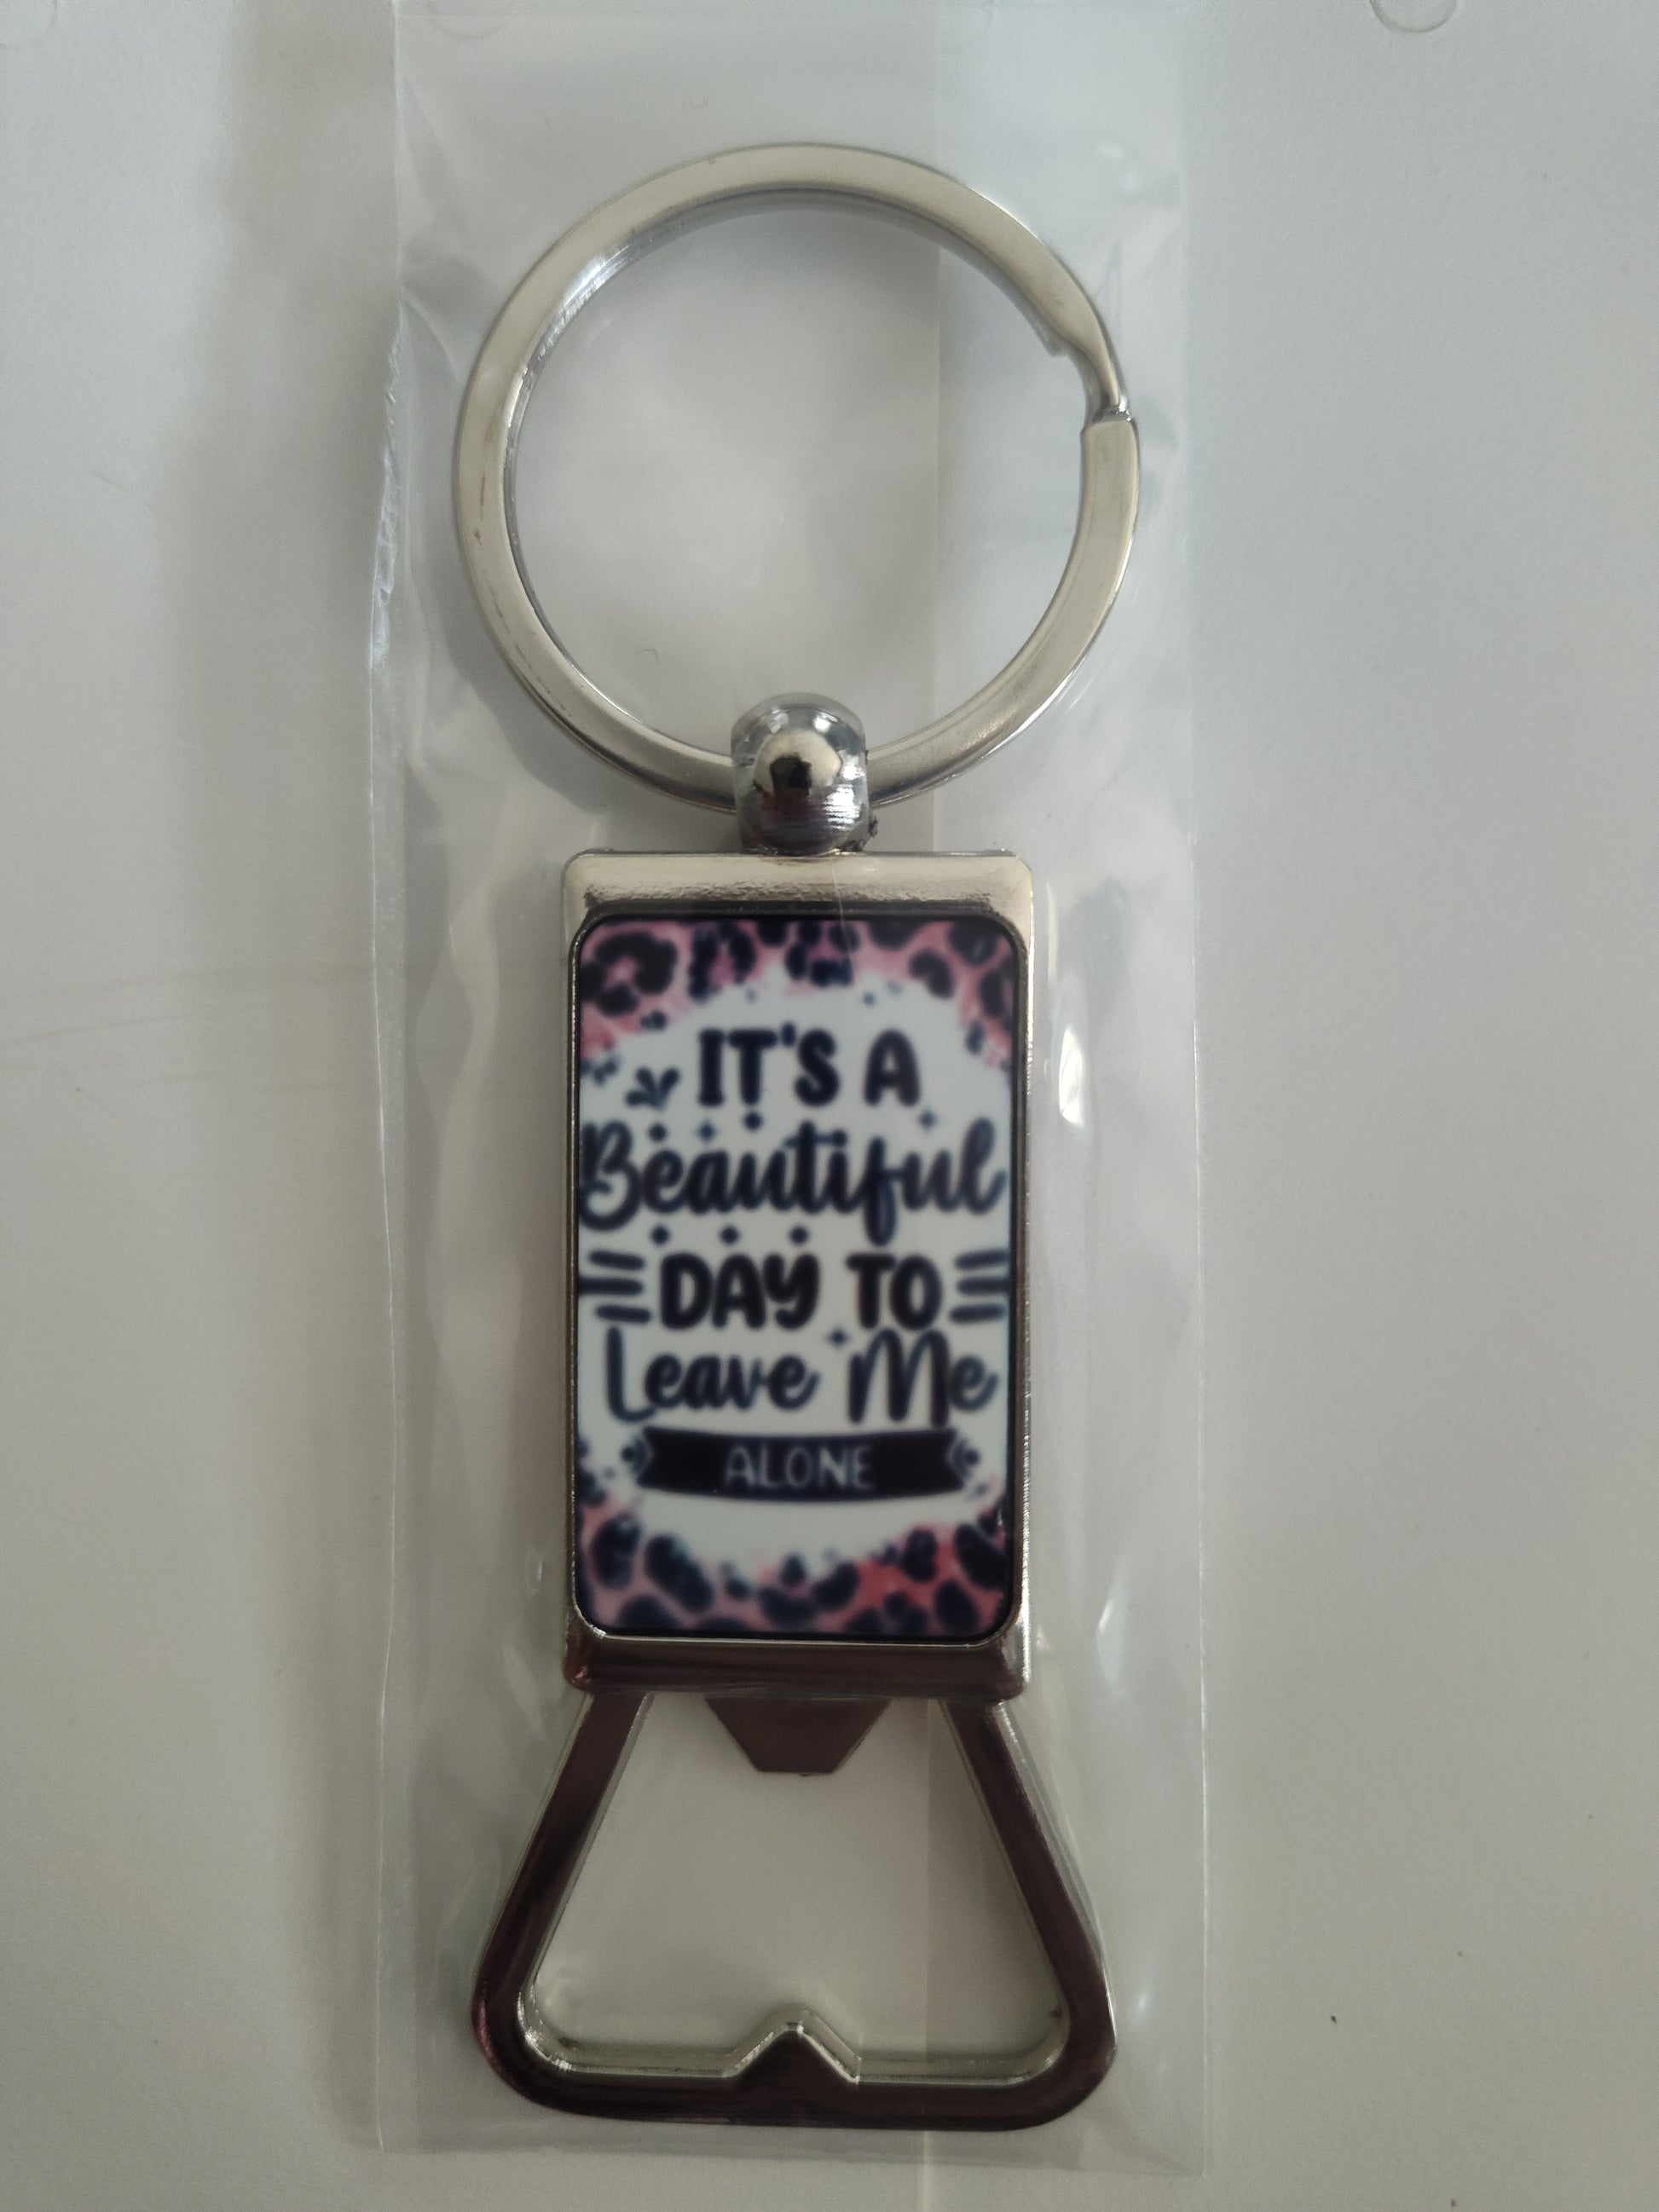 IT'S A
Beautiful
DAY TO
Leave Me
ALONE